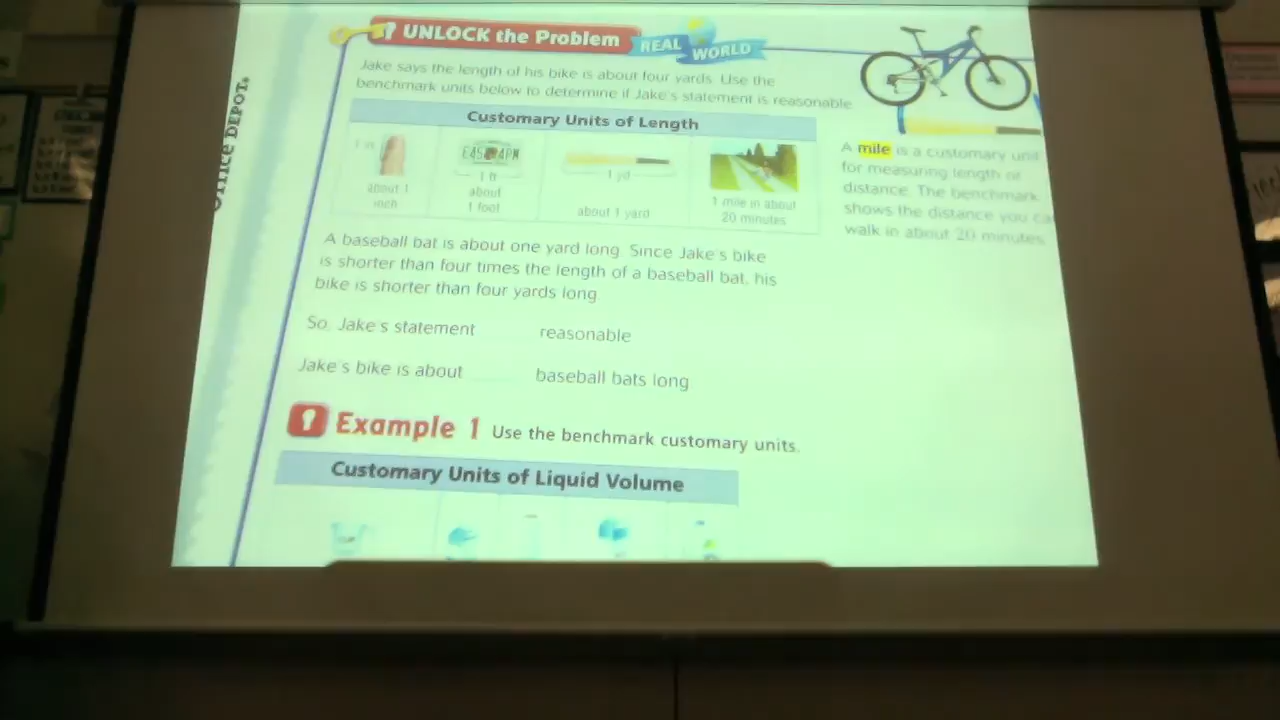 UNLOCK the Problem
REAL WORLD
Jake says the length of his bike is about four yards. Use the
benchmark units below to determine if Jake's statement is reasonable.
Customary Units of Length
1 in.
about 1
inch
1 ft
about
1 foot
1 yd
about 1 yard
1 mile in about
20 minutes
A mile is a customary unit
for measuring length or
distance. The benchmark
shows the distance you
walk in about 20 minutes.
A baseball bat is about one yard long. Since Jake's bike
is shorter than four times the length of a baseball bat, his
bike is shorter than four yards long.
So, Jake's statement reasonable
Jake's bike is about baseball bats long
Example 1 Use the benchmark customary units.
Customary Units of Liquid Volume
Office DEPOT.